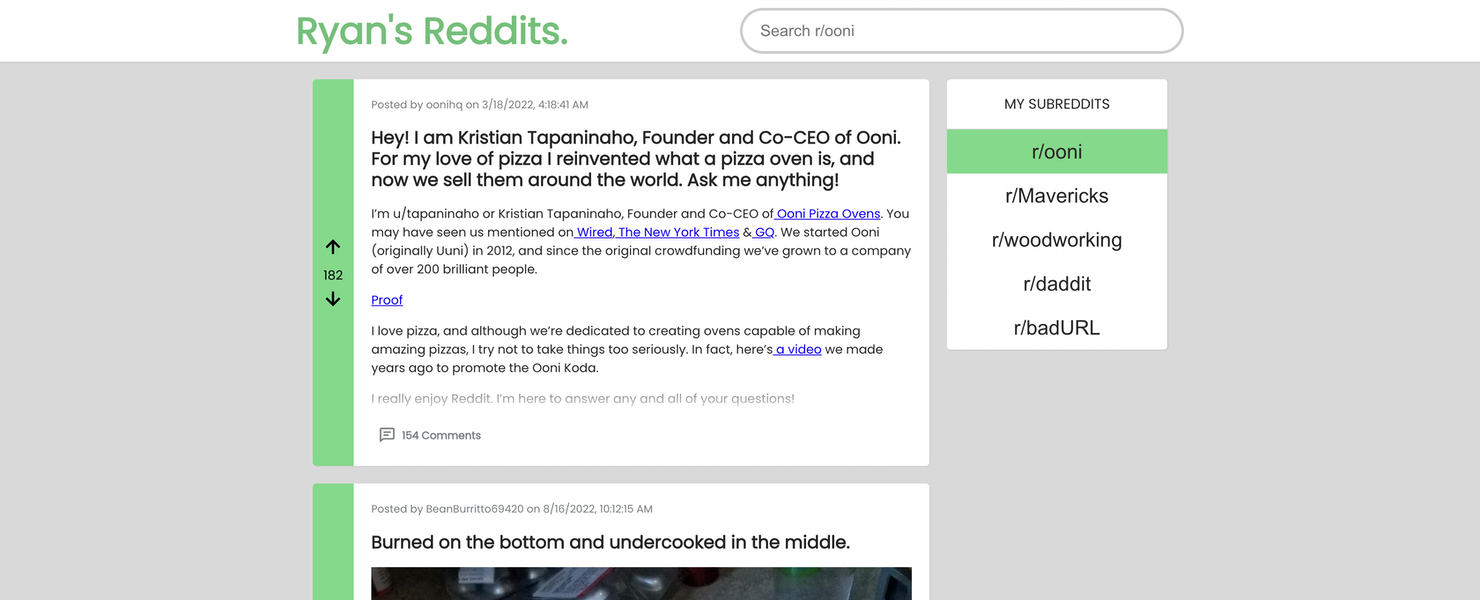 Ryan's Reddits.
Search r/ooni
Posted by oonihq on 3/18/2022, 4:18:41 AM
Hey! I am Kristian Tapaninaho, Founder and Co-CEO of Ooni.
For my love of pizza I reinvented what a pizza oven is, and
now we sell them around the world. Ask me anything!
I'm u/tapaninaho or Kristian Tapaninaho, Founder and Co-CEO of Ooni Pizza Ovens. You
may have seen us mentioned on Wired, The New York Times & GQ. We started Ooni
(originally Uuni) in 2012, and since the original crowdfunding we've grown to a company
of over 200 brilliant people.
Proof
I love pizza, and although we're dedicated to creating ovens capable of making
amazing pizzas, I try not to take things too seriously. In fact, here's a video we made
years ago to promote the Ooni Koda.
I really enjoy Reddit. I'm here to answer any and all of your questions!
182
154 Comments
Posted by BeanBurritto69420 on 8/16/2022, 10:12:15 AM
Burned on the bottom and undercooked in the middle.
MY SUBREDDITS
r/ooni
r/Mavericks
r/woodworking
r/daddit
r/badURL